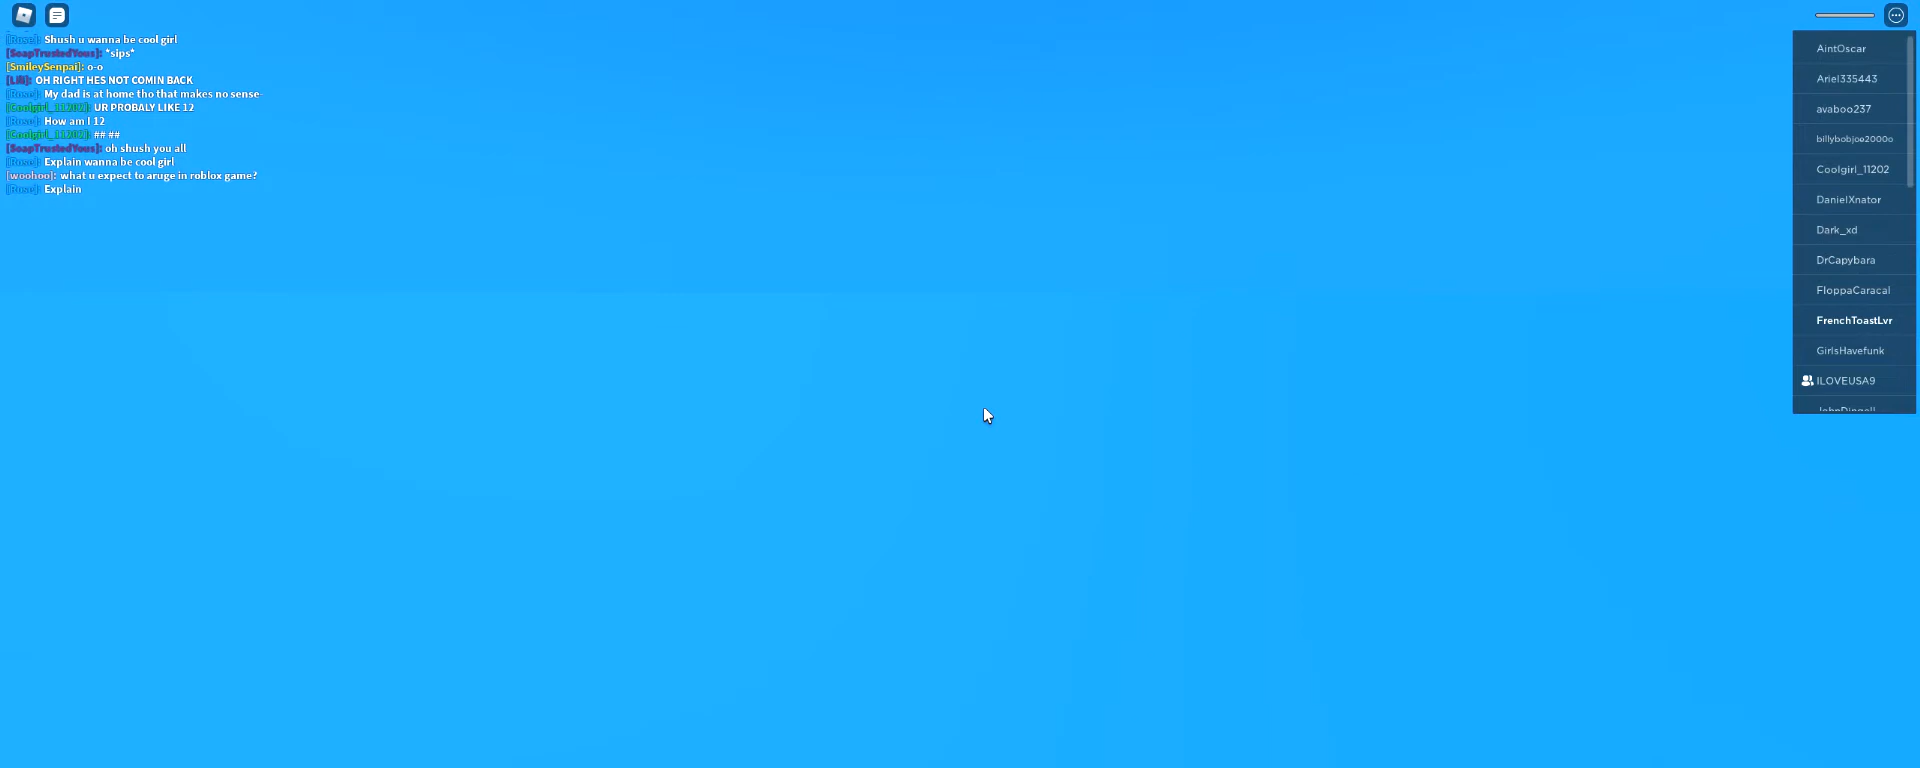 [Rose]: Shush u wanna be cool girl
[SoapTrustedYous]: *sips*
[SmileySenpai]: o-o
[Lili]: OH RIGHT HES NOT COMIN BACK
[Rose]: My dad is at home tho that makes no sense-
[Coolgirl_11202]: UR PROBALY LIKE 12
[Rose]: How am I 12
[Coolgirl_11202]: ## ##
[SoapTrustedYous]: oh shush you all
[Rose]: Explain wanna be cool girl
[woohoo]: what u expect to aruge in roblox game?
[Rose]: Explain
AintOscar
Ariel335443
avaboo237
billybobjoe2000o
Coolgirl_11202
DanielXnator
Dark_xd
DrCapybara
FloppaCaracal
FrenchToastLvr
GirlsHavefunk
ILOVEUSA9